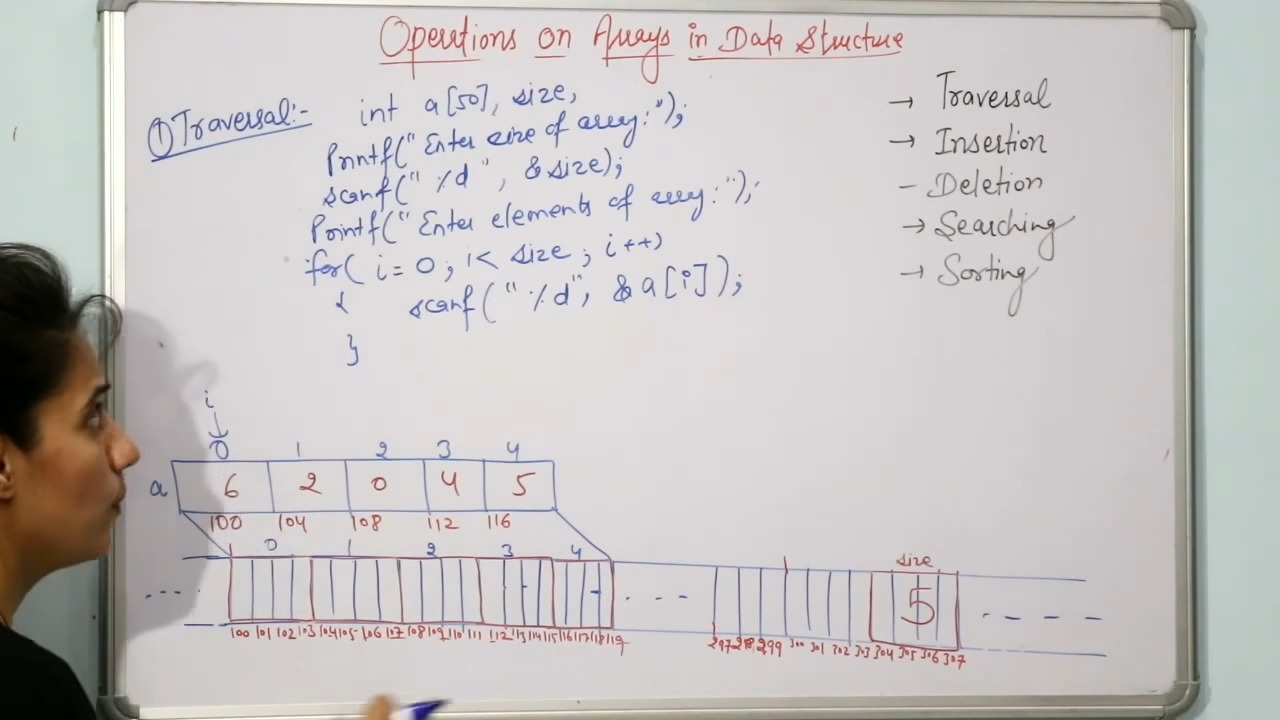 Operations on Arrays in Data Structure
① Traversal:-
int a[50], size,
Printf("Enter size of array:");
scanf("%d", &size);
Printf("Enter elements of array:");
for( i=0; i< size; i++)
{ scanf("%d", &a[i]);
}
→ Traversal
→ Insertion
- Deletion
→ Searching
→ Sorting
i
0 1 2 3 4
a 6 2 0 4 5
100 104 108 112 116
0 1 2 3 4
size
5
100 101 102 103 104 105 106 107 108 109 110 111 112 113 114 115 116 117 118 119
297 298 299 300 301 302 303 304 305 306 307